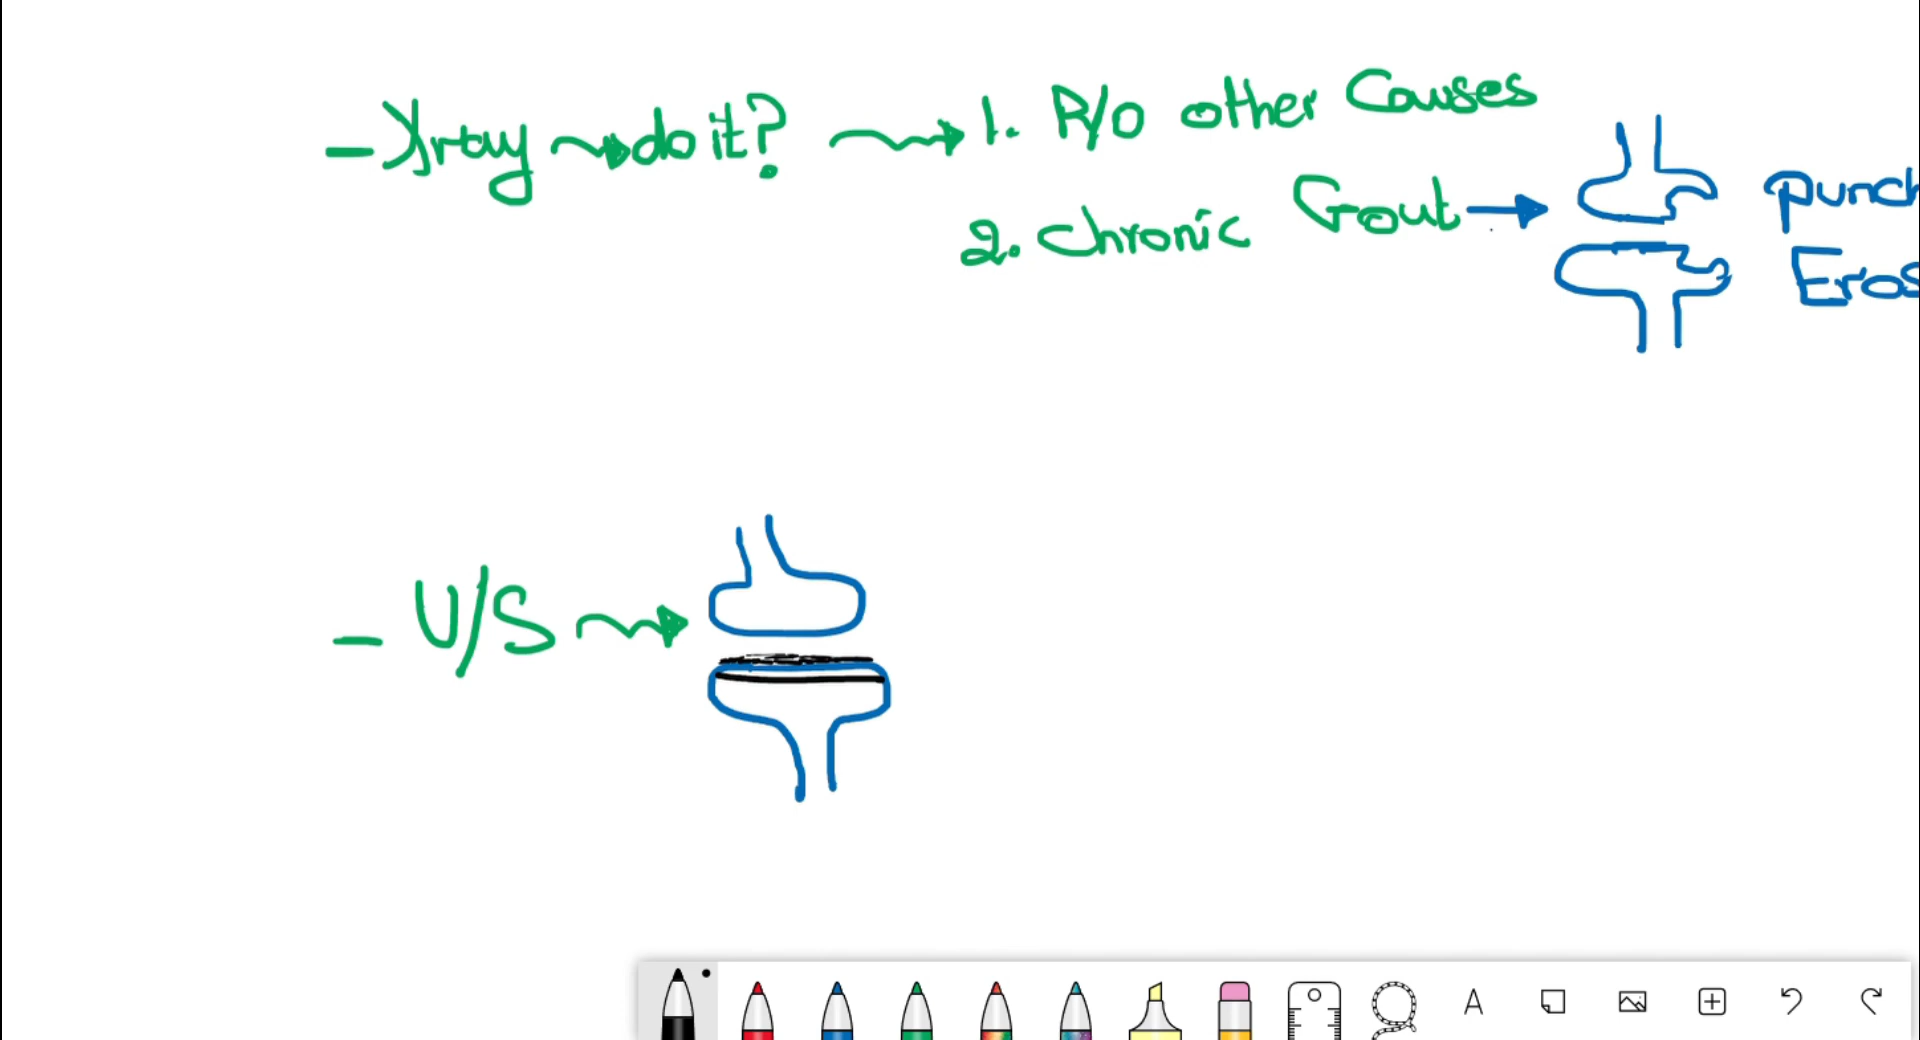 - Xray → do it? → 1. R/O other Causes
2. Chronic Gout → punch
Eros
- U/S →
A